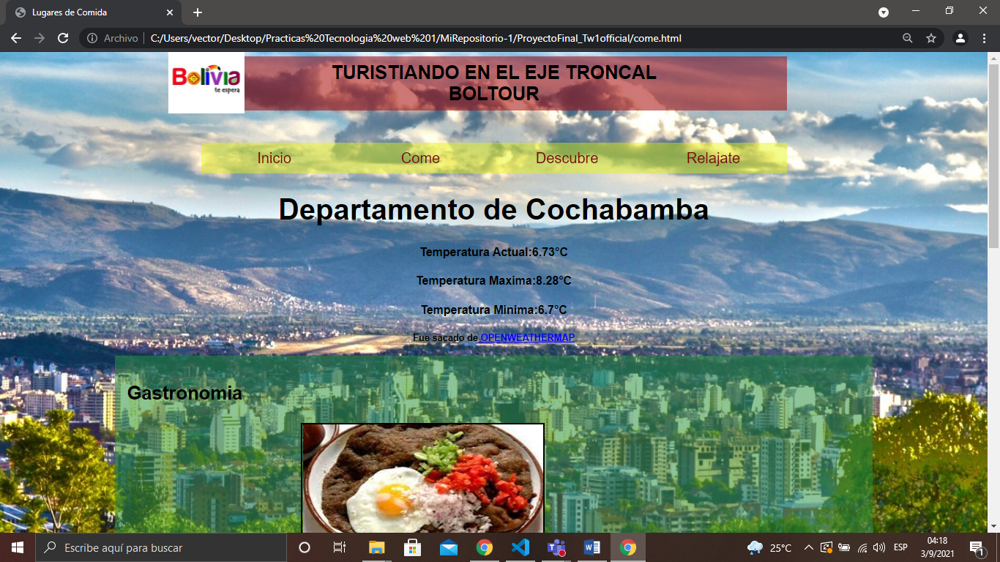 Lugares de Comida
Archivo
C:/Users/vector/Desktop/Practicas%20Tecnologia%20web%201/MiRepositorio-1/ProyectoFinal_Tw1official/come.html
Bolivia
te espera
TURISTIANDO EN EL EJE TRONCAL
BOLTOUR
Inicio Come Descubre Relajate
Departamento de Cochabamba
Temperatura Actual:6.73°C
Temperatura Maxima:8.28°C
Temperatura Minima:6.7°C
Fue sacado de OPENWEATHERMAP
Gastronomia
Escribe aquí para buscar
25°C
ESP
04:18
3/9/2021
1